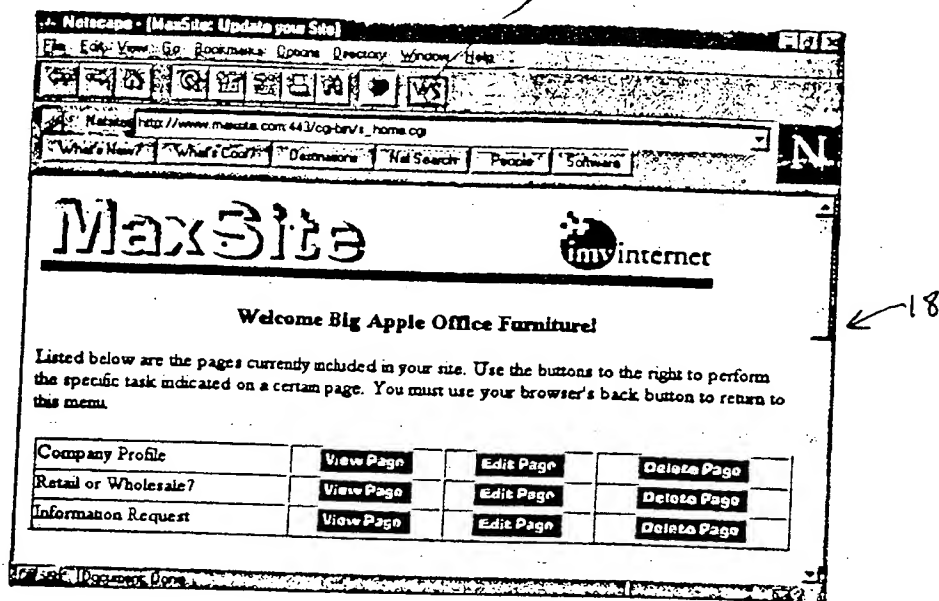 Netscape - [MaxSite: Update your Site]
File Edit View Go Bookmarks Options Directory Window Help
http://www.maxsite.com:443/cgi-bin/s_home.cgi
What's New? What's Cool? Destinations Net Search People Software
N
MaxSite
imv internet
18
Welcome Big Apple Office Furniture!
Listed below are the pages currently included in your site. Use the buttons to the right to perform
the specific task indicated on a certain page. You must use your browser's back button to return to
this menu.
Company Profile View Page Edit Page Delete Page
Retail or Wholesale? View Page Edit Page Delete Page
Information Request View Page Edit Page Delete Page
Document: Done